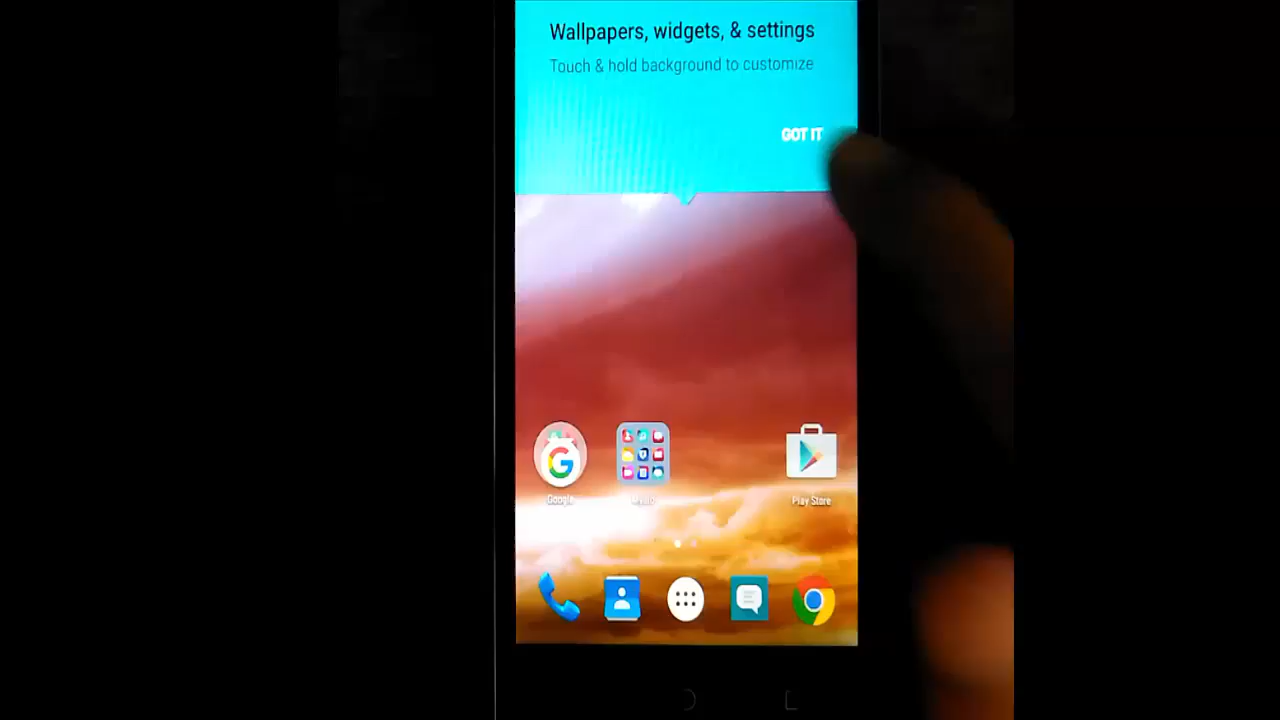 Wallpapers, widgets, & settings
Touch & hold background to customize
GOT IT
Google
Play Store